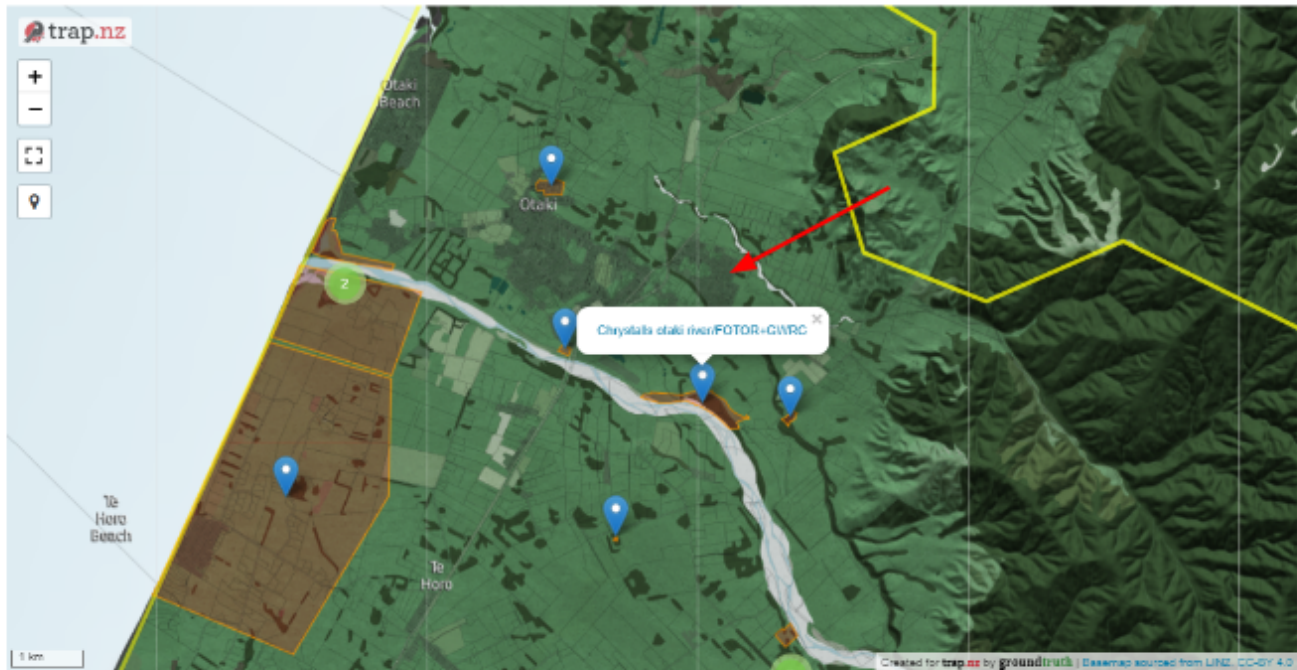 trap.nz
+
−
Otaki
Beach
Otaki
2
Chrystalls otaki river/FOTOR+GWRC
×
Te
Horo
Beach
Te
Horo
1 km
Created for trap.nz by groundtruth | Basemap sourced from LINZ. CC-BY 4.0